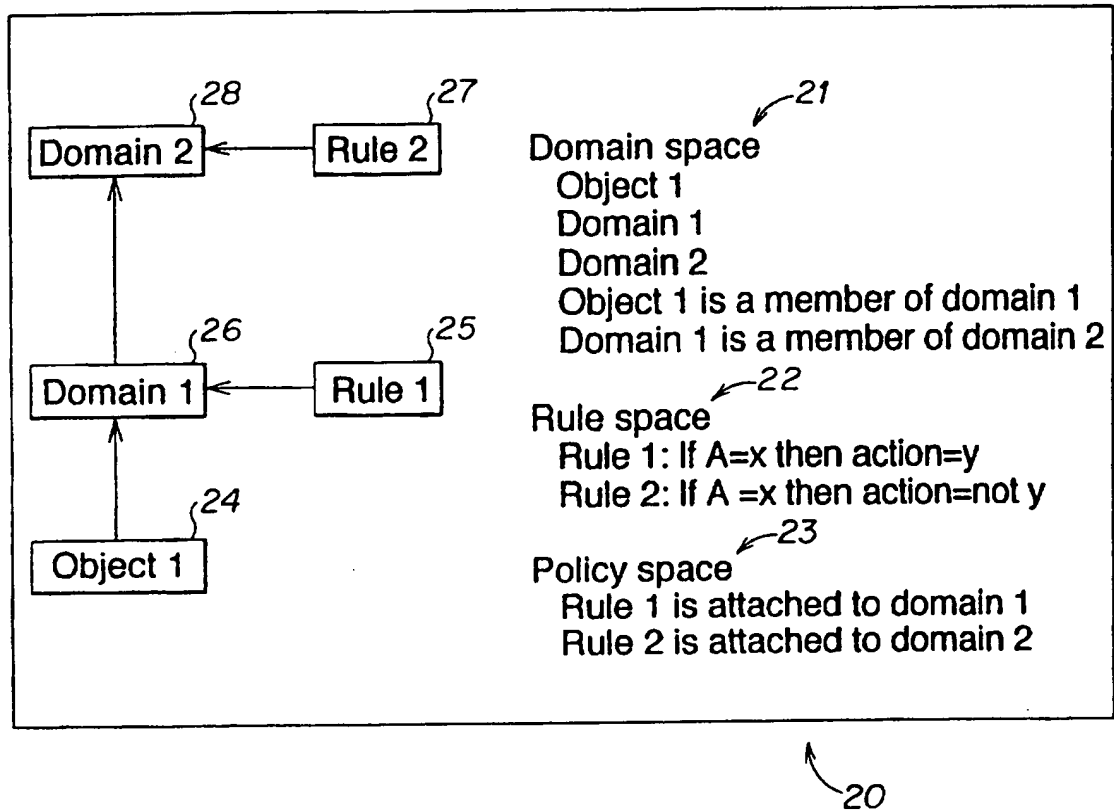 28
27
Domain 2
Rule 2
26
25
Domain 1
Rule 1
24
Object 1
21
Domain space
Object 1
Domain 1
Domain 2
Object 1 is a member of domain 1
Domain 1 is a member of domain 2
22
Rule space
Rule 1: If A=x then action=y
Rule 2: If A =x then action=not y
23
Policy space
Rule 1 is attached to domain 1
Rule 2 is attached to domain 2
20